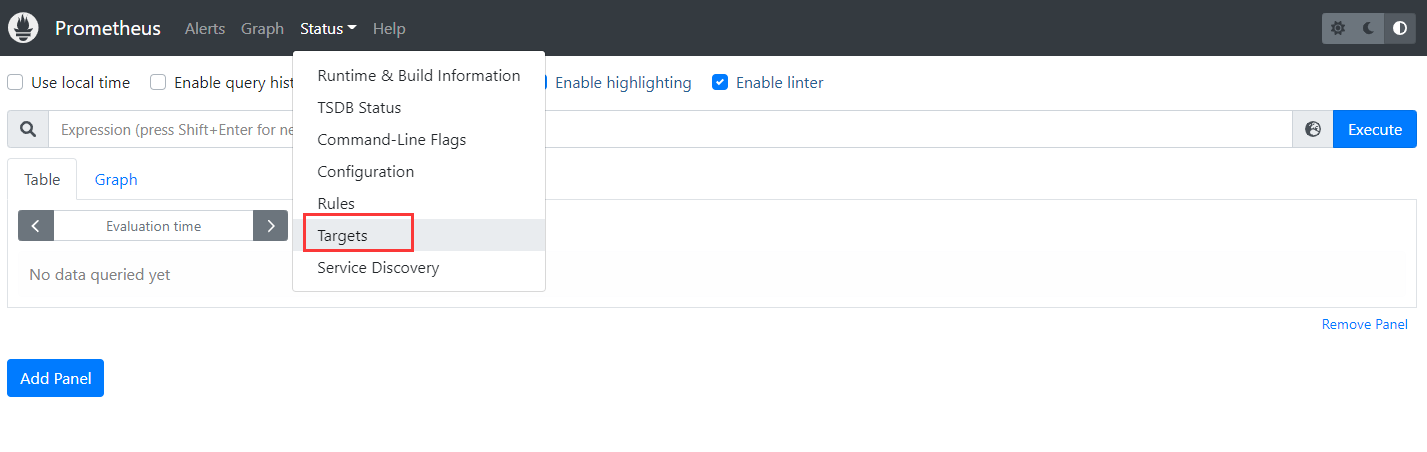 Prometheus Alerts Graph Status Help
Use local time Enable query hist Enable highlighting Enable linter
Runtime & Build Information
TSDB Status
Command-Line Flags
Configuration
Rules
Targets
Service Discovery
Expression (press Shift+Enter for ne Execute
Table Graph
Evaluation time
No data queried yet
Remove Panel
Add Panel